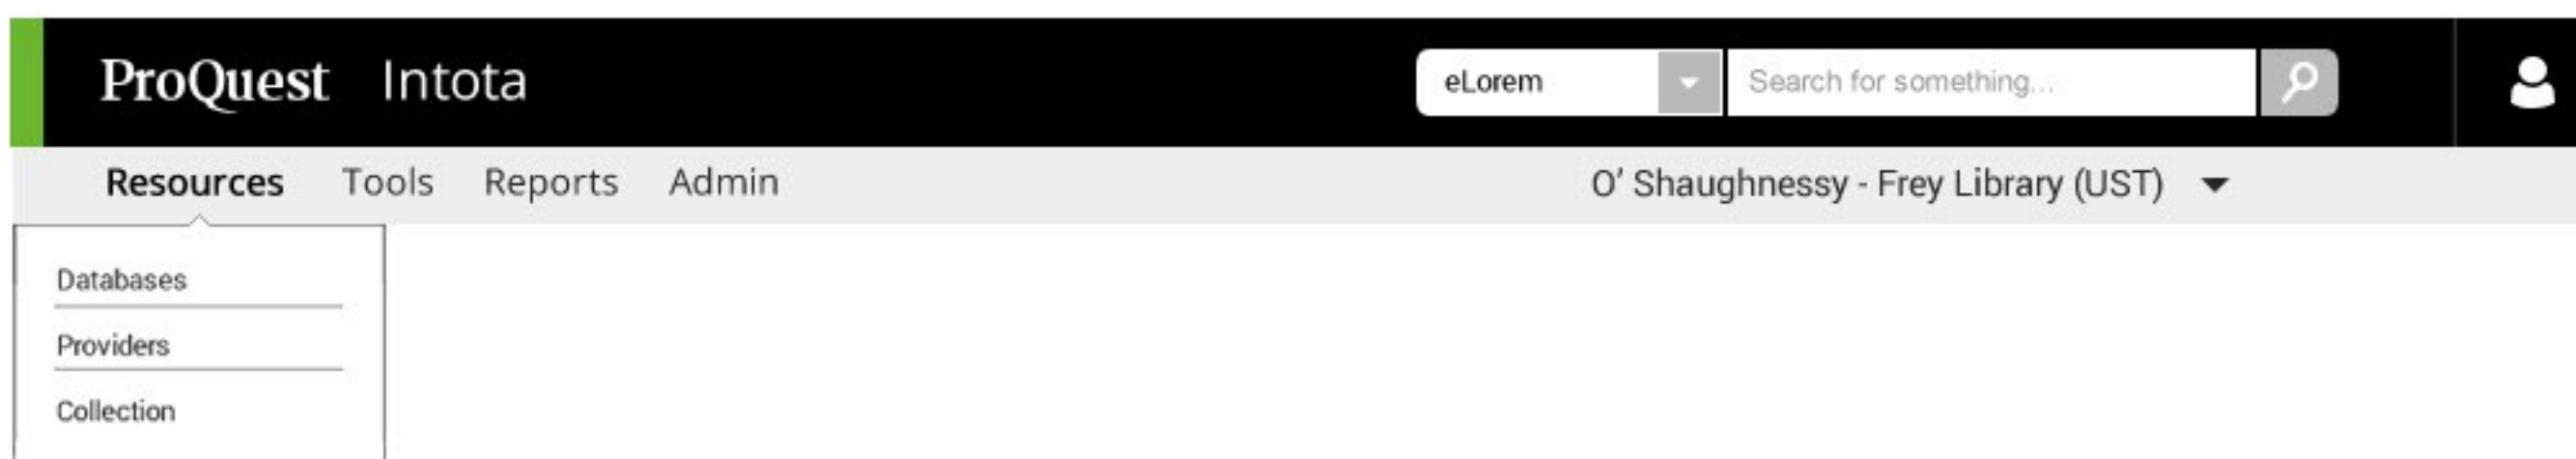 ProQuest Intota eLorem Search for something...
Resources Tools Reports Admin O' Shaughnessy - Frey Library (UST)
Databases
Providers
Collection